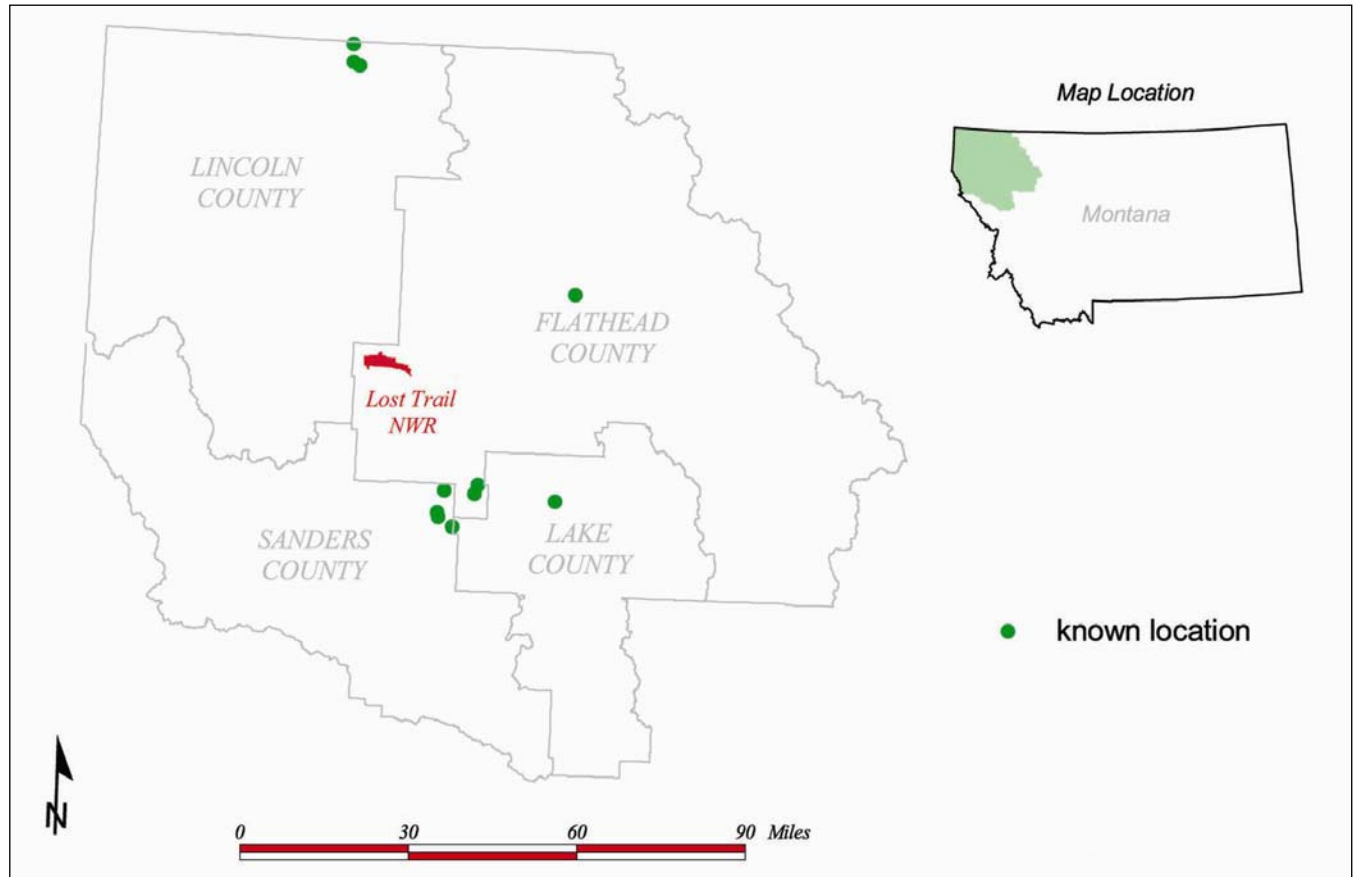 Map Location
Montana
LINCOLN
COUNTY
FLATHEAD
COUNTY
Lost Trail
NWR
SANDERS
COUNTY
LAKE
COUNTY
known location
N
0 30 60 90 Miles